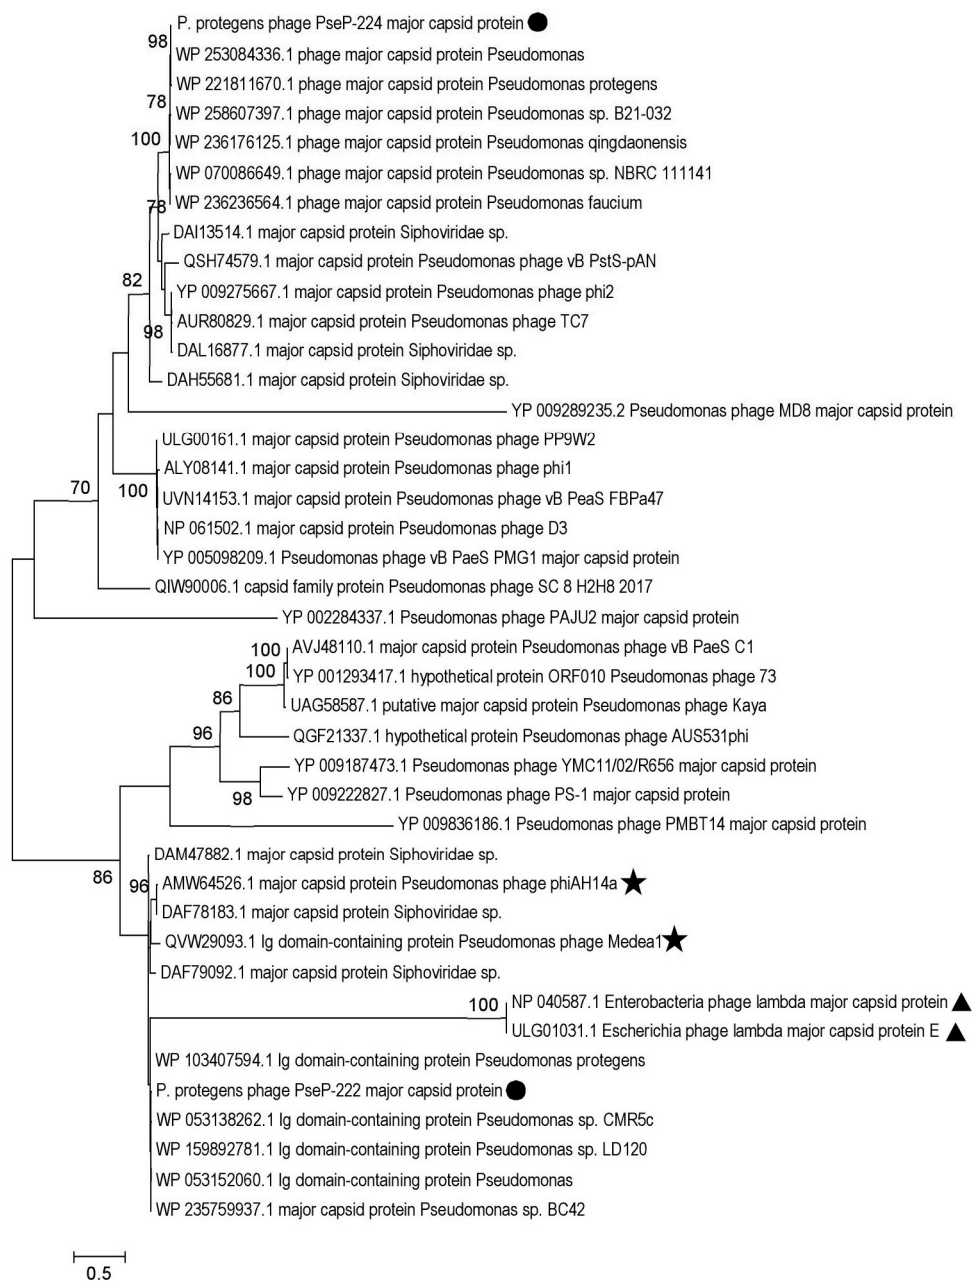 P. protegens phage PseP-224 major capsid protein
98
WP 253084336.1 phage major capsid protein Pseudomonas
WP 221811670.1 phage major capsid protein Pseudomonas protegens
78
WP 258607397.1 phage major capsid protein Pseudomonas sp. B21-032
100
WP 236176125.1 phage major capsid protein Pseudomonas qingdaonensis
WP 070086649.1 phage major capsid protein Pseudomonas sp. NBRC 111141
78
WP 236236564.1 phage major capsid protein Pseudomonas faucium
DAI13514.1 major capsid protein Siphoviridae sp.
QSH74579.1 major capsid protein Pseudomonas phage vB PstS-pAN
82
YP 009275667.1 major capsid protein Pseudomonas phage phi2
AUR80829.1 major capsid protein Pseudomonas phage TC7
98
DAL16877.1 major capsid protein Siphoviridae sp.
DAH55681.1 major capsid protein Siphoviridae sp.
YP 009289235.2 Pseudomonas phage MD8 major capsid protein
ULG00161.1 major capsid protein Pseudomonas phage PP9W2
ALY08141.1 major capsid protein Pseudomonas phage phi1
70
100
UVN14153.1 major capsid protein Pseudomonas phage vB PeaS FBPa47
NP 061502.1 major capsid protein Pseudomonas phage D3
YP 005098209.1 Pseudomonas phage vB PaeS PMG1 major capsid protein
QIW90006.1 capsid family protein Pseudomonas phage SC 8 H2H8 2017
YP 002284337.1 Pseudomonas phage PAJU2 major capsid protein
100
AVJ48110.1 major capsid protein Pseudomonas phage vB PaeS C1
100
YP 001293417.1 hypothetical protein ORF010 Pseudomonas phage 73
86
UAG58587.1 putative major capsid protein Pseudomonas phage Kaya
96
QGF21337.1 hypothetical protein Pseudomonas phage AUS531phi
YP 009187473.1 Pseudomonas phage YMC11/02/R656 major capsid protein
98
YP 009222827.1 Pseudomonas phage PS-1 major capsid protein
YP 009836186.1 Pseudomonas phage PMBT14 major capsid protein
DAM47882.1 major capsid protein Siphoviridae sp.
86
96
AMW64526.1 major capsid protein Pseudomonas phage phiAH14a
DAF78183.1 major capsid protein Siphoviridae sp.
QVW29093.1 Ig domain-containing protein Pseudomonas phage Medea1
DAF79092.1 major capsid protein Siphoviridae sp.
100
NP 040587.1 Enterobacteria phage lambda major capsid protein
ULG01031.1 Escherichia phage lambda major capsid protein E
WP 103407594.1 Ig domain-containing protein Pseudomonas protegens
P. protegens phage PseP-222 major capsid protein
WP 053138262.1 Ig domain-containing protein Pseudomonas sp. CMR5c
WP 159892781.1 Ig domain-containing protein Pseudomonas sp. LD120
WP 053152060.1 Ig domain-containing protein Pseudomonas
WP 235759937.1 major capsid protein Pseudomonas sp. BC42
0.5